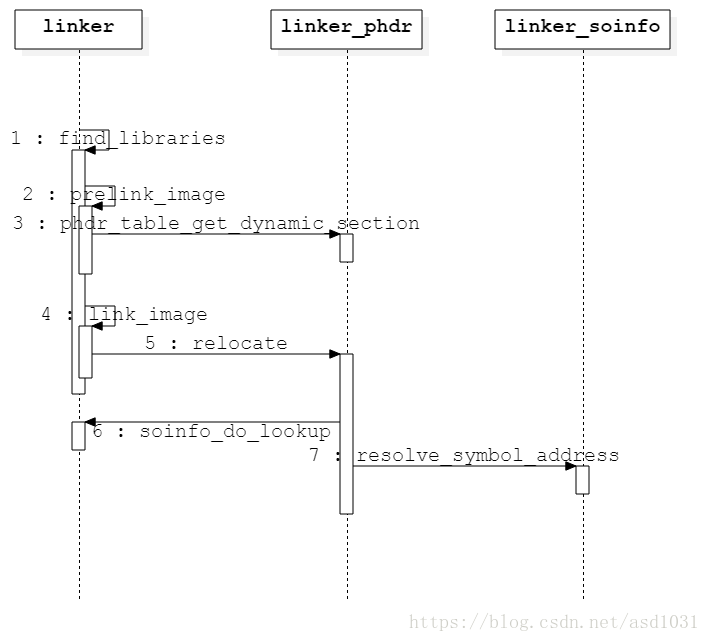 linker linker_phdr linker_soinfo
1 : find_libraries
2 : prelink_image
3 : phdr_table_get_dynamic_section
4 : link_image
5 : relocate
6 : soinfo_do_lookup
7 : resolve_symbol_address
https://blog.csdn.net/asd1031